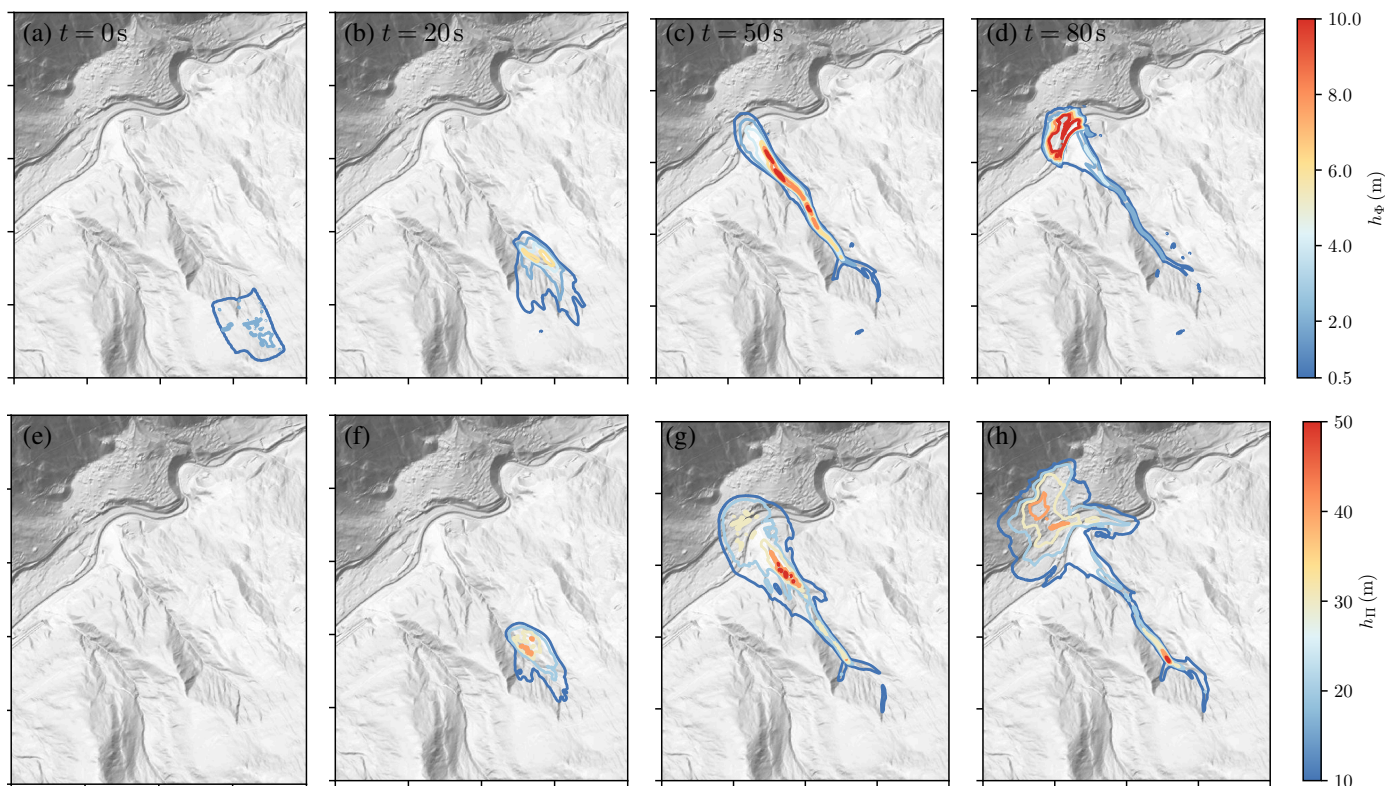 (a) t = 0 s
(b) t = 20 s
(c) t = 50 s
(d) t = 80 s
10.0
8.0
6.0
4.0
2.0
0.5
h_Φ (m)
(e)
(f)
(g)
(h)
50
40
30
20
10
h_Π (m)